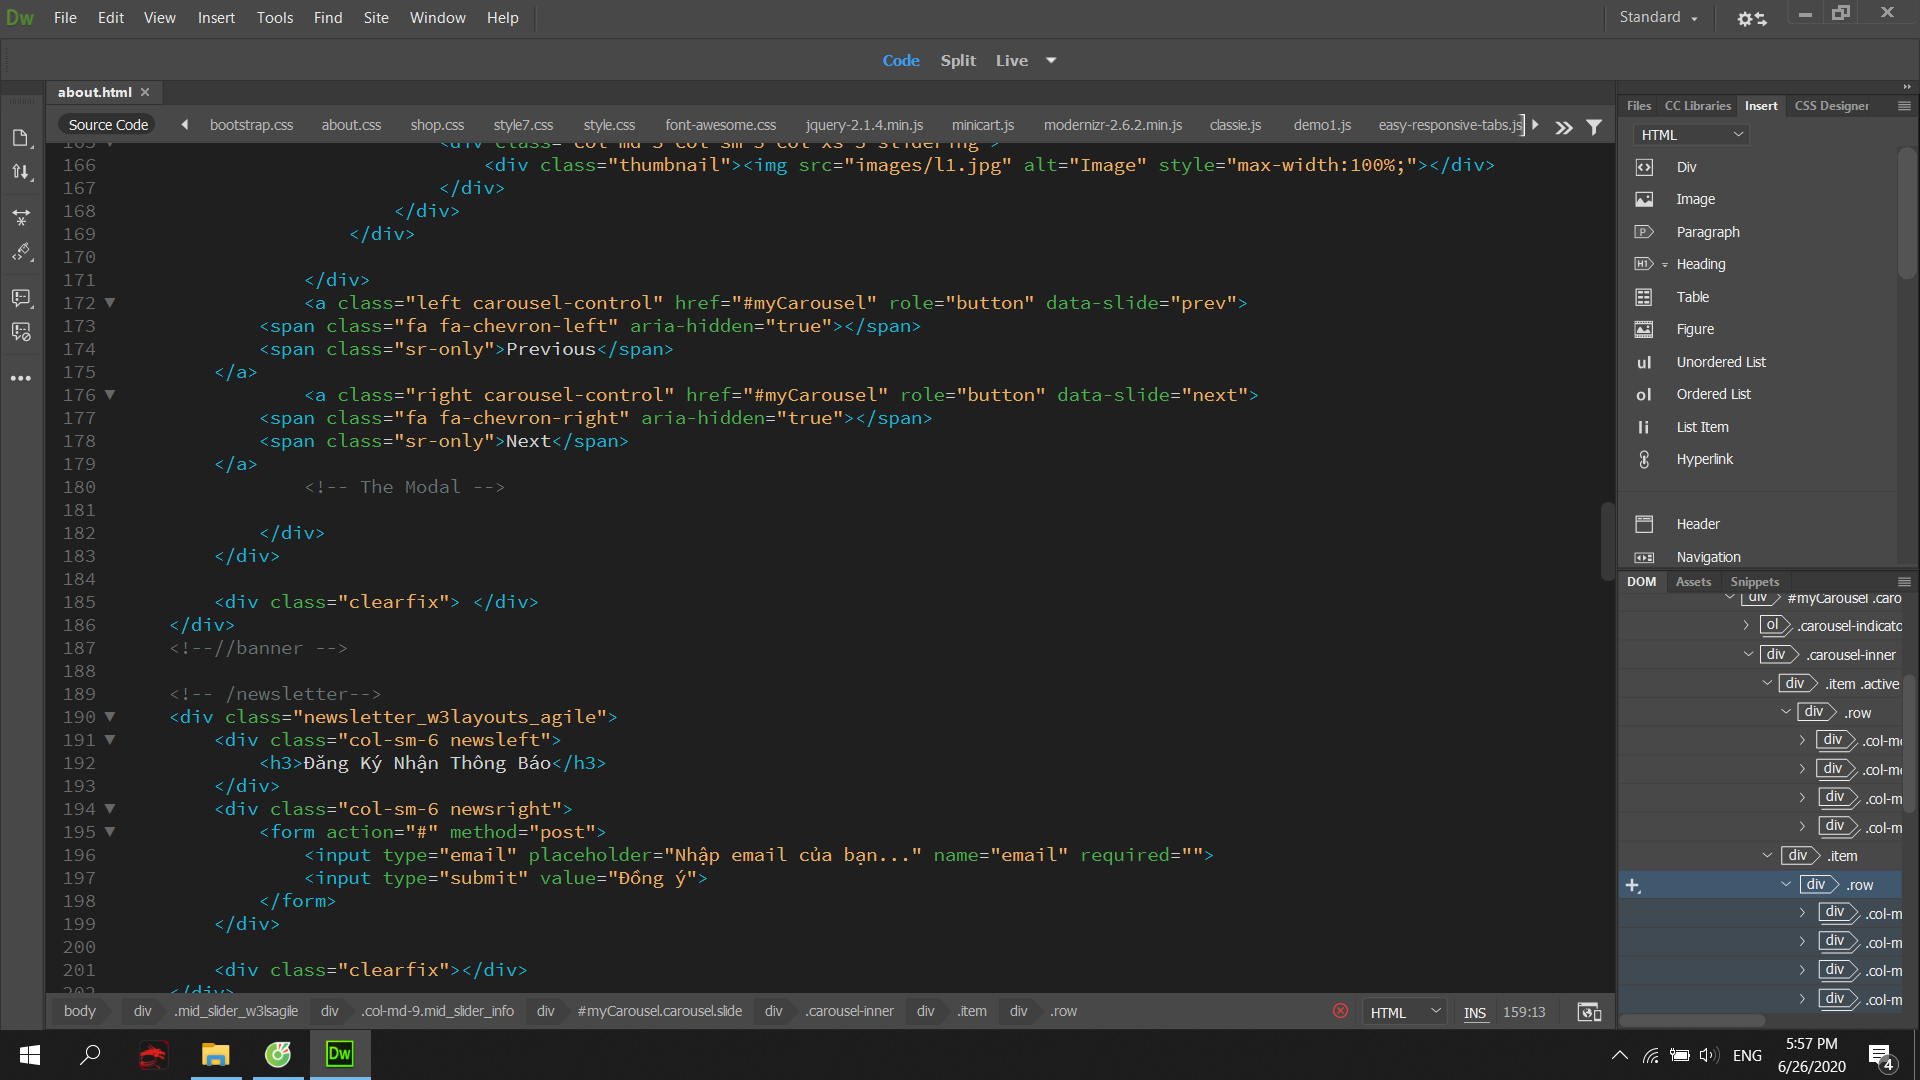 Dw File Edit View Insert Tools Find Site Window Help Standard
Code Split Live
about.html
Source Code bootstrap.css about.css shop.css style7.css style.css font-awesome.css jquery-2.1.4.min.js minicart.js modernizr-2.6.2.min.js classie.js demo1.js easy-responsive-tabs.js
166 <div class="thumbnail"><img src="images/l1.jpg" alt="Image" style="max-width:100%;"></div>
167 </div>
168 </div>
169 </div>
170
171 </div>
172 <a class="left carousel-control" href="#myCarousel" role="button" data-slide="prev">
173 <span class="fa fa-chevron-left" aria-hidden="true"></span>
174 <span class="sr-only">Previous</span>
175 </a>
176 <a class="right carousel-control" href="#myCarousel" role="button" data-slide="next">
177 <span class="fa fa-chevron-right" aria-hidden="true"></span>
178 <span class="sr-only">Next</span>
179 </a>
180 <!-- The Modal -->
181
182 </div>
183 </div>
184
185 <div class="clearfix"> </div>
186 </div>
187 <!--//banner -->
188
189 <!-- /newsletter-->
190 <div class="newsletter_w3layouts_agile">
191 <div class="col-sm-6 newsleft">
192 <h3>Đăng Ký Nhận Thông Báo</h3>
193 </div>
194 <div class="col-sm-6 newsright">
195 <form action="#" method="post">
196 <input type="email" placeholder="Nhập email của bạn..." name="email" required="">
197 <input type="submit" value="Đồng ý">
198 </form>
199 </div>
200
201 <div class="clearfix"></div>
202 </div>
body div .mid_slider_w3lsagile div .col-md-9.mid_slider_info div #myCarousel.carousel.slide div .carousel-inner div .item div .row
HTML INS 159:13
Files CC Libraries Insert CSS Designer
HTML
Div
Image
Paragraph
Heading
Table
Figure
ul Unordered List
ol Ordered List
li List Item
Hyperlink
Header
Navigation
DOM Assets Snippets
div #myCarousel .caro
ol .carousel-indicato
div .carousel-inner
div .item .active
div .row
div .col-m
div .col-m
div .col-m
div .col-m
div .item
div .row
div .col-m
div .col-m
div .col-m
div .col-m
Dw
ENG
5:57 PM
6/26/2020
4